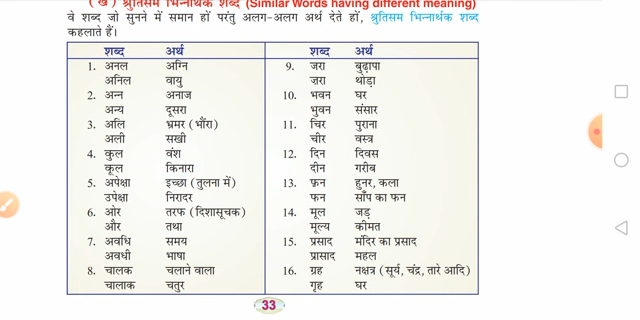 (ख) श्रुतिसम भिन्नार्थक शब्द (Similar Words having different meaning)
वे शब्द जो सुनने में समान हों परंतु अलग-अलग अर्थ देते हों, श्रुतिसम भिन्नार्थक शब्द
कहलाते हैं।
शब्द अर्थ
1. अनल अग्नि
अनिल वायु
2. अन्न अनाज
अन्य दूसरा
3. अलि भ्रमर (भौंरा)
अली सखी
4. कुल वंश
कूल किनारा
5. अपेक्षा इच्छा (तुलना में)
उपेक्षा निरादर
6. ओर तरफ (दिशासूचक)
और तथा
7. अवधि समय
अवधी भाषा
8. चालक चलाने वाला
चालाक चतुर
शब्द अर्थ
9. जरा बुढ़ापा
ज़रा थोड़ा
10. भवन घर
भुवन संसार
11. चिर पुराना
चीर वस्त्र
12. दिन दिवस
दीन गरीब
13. फ़न हुनर, कला
फन साँप का फन
14. मूल जड़
मूल्य कीमत
15. प्रसाद मंदिर का प्रसाद
प्रासाद महल
16. ग्रह नक्षत्र (सूर्य, चंद्र, तारे आदि)
गृह घर
33